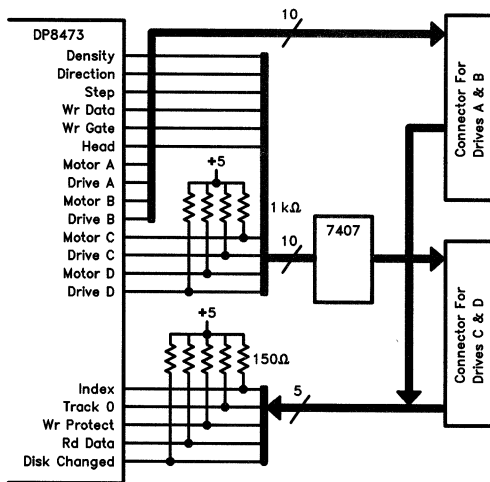 DP8473
Density
Direction
Step
Wr Data
Wr Gate
Head
Motor A
Drive A
Motor B
Drive B
Motor C
Drive C
Motor D
Drive D
Index
Track 0
Wr Protect
Rd Data
Disk Changed
10
+5
1 kΩ
10
7407
+5
150Ω
5
Connector For
Drives A & B
Connector For
Drives C & D